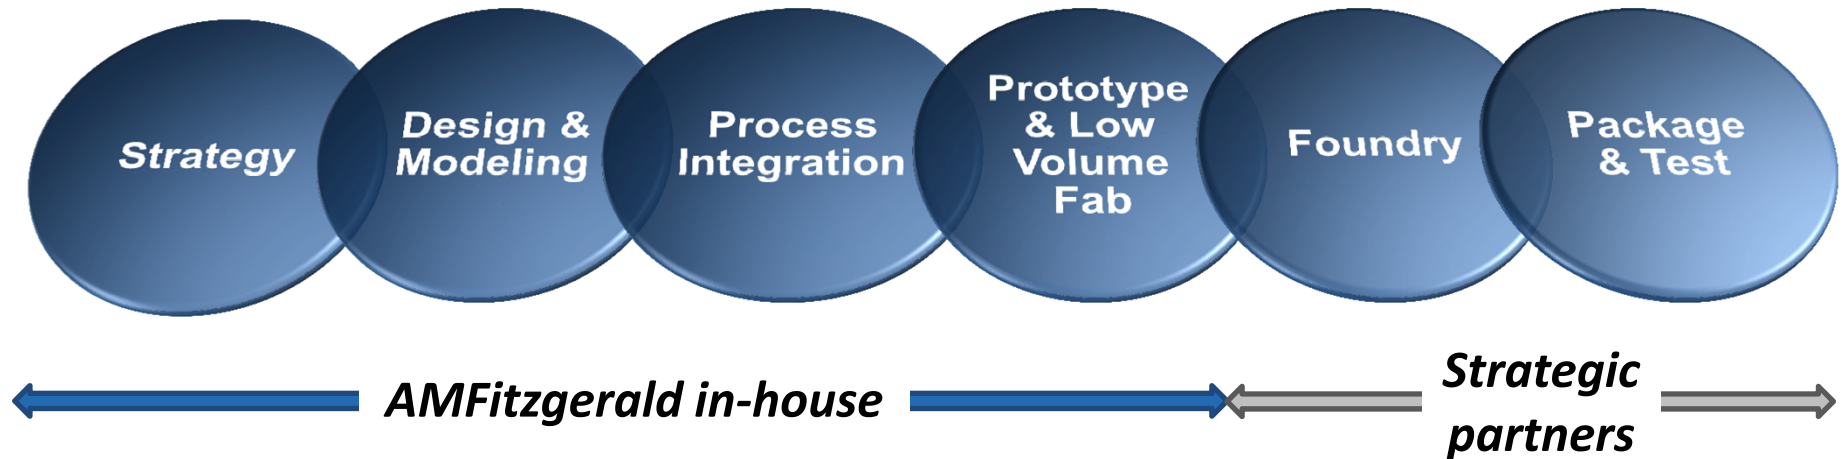 Strategy
Design &
Modeling
Process
Integration
Prototype
& Low
Volume
Fab
Foundry
Package
& Test
AMFitzgerald in-house
Strategic
partners